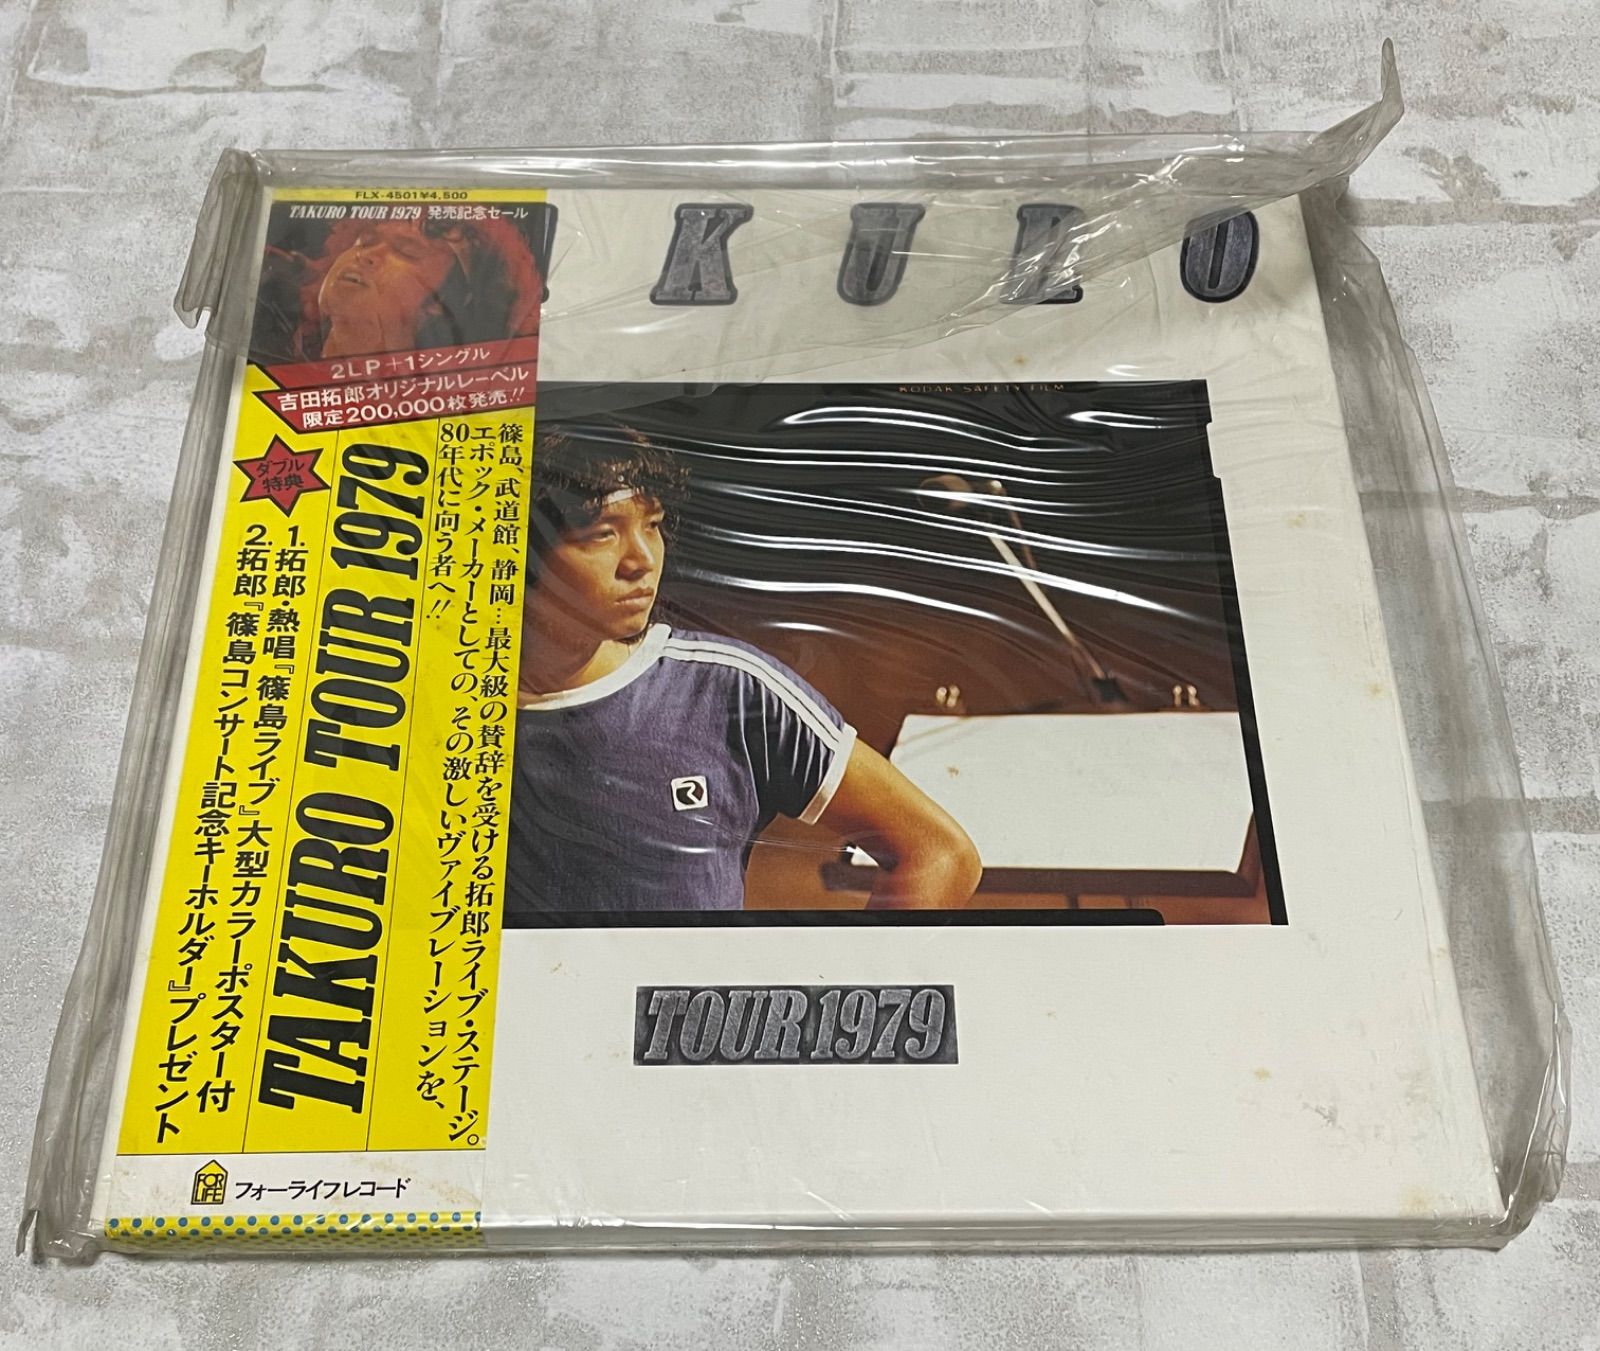 FLX-4501¥4,500
TAKURO TOUR 1979 発売記念セール
2LP+1シングル
吉田拓郎オリジナルレーベル
限定200,000枚発売!!
篠島、武道館、静岡…最大級の賛辞を受ける拓郎ライブ・ステージ。
エポック・メーカーとしての、その激しいヴァイブレーションを、
80年代に向う者へ!!
TAKURO TOUR 1979
ダブル
特典
1.拓郎・熱唱『篠島ライブ』大型カラーポスター付
2.拓郎『篠島コンサート記念キーホルダー』プレゼント
FOR
LIFE
フォーライフレコード
KURO
KODAK SAFETY FILM
TOUR 1979